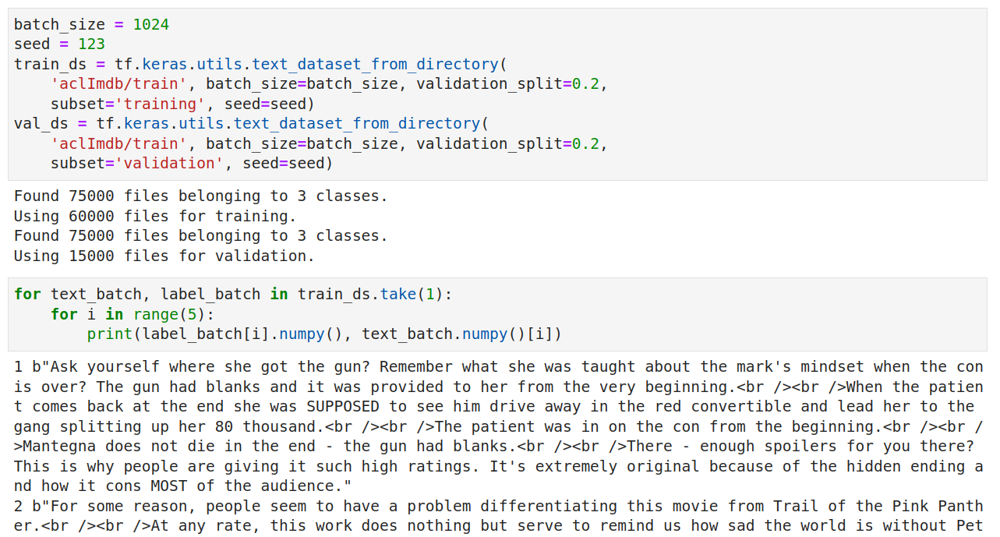 batch_size = 1024
seed = 123
train_ds = tf.keras.utils.text_dataset_from_directory(
    'aclImdb/train', batch_size=batch_size, validation_split=0.2,
    subset='training', seed=seed)
val_ds = tf.keras.utils.text_dataset_from_directory(
    'aclImdb/train', batch_size=batch_size, validation_split=0.2,
    subset='validation', seed=seed)
Found 75000 files belonging to 3 classes.
Using 60000 files for training.
Found 75000 files belonging to 3 classes.
Using 15000 files for validation.
for text_batch, label_batch in train_ds.take(1):
    for i in range(5):
        print(label_batch[i].numpy(), text_batch.numpy()[i])
1 b"Ask yourself where she got the gun? Remember what she was taught about the mark's mindset when the con
is over? The gun had blanks and it was provided to her from the very beginning.<br /><br />When the patien
t comes back at the end she was SUPPOSED to see him drive away in the red convertible and lead her to the
gang splitting up her 80 thousand.<br /><br />The patient was in on the con from the beginning.<br /><br /
>Mantegna does not die in the end - the gun had blanks.<br /><br />There - enough spoilers for you there?
This is why people are giving it such high ratings. It's extremely original because of the hidden ending a
nd how it cons MOST of the audience."
2 b"For some reason, people seem to have a problem differentiating this movie from Trail of the Pink Panth
er.<br /><br />At any rate, this work does nothing but serve to remind us how sad the world is without Pet